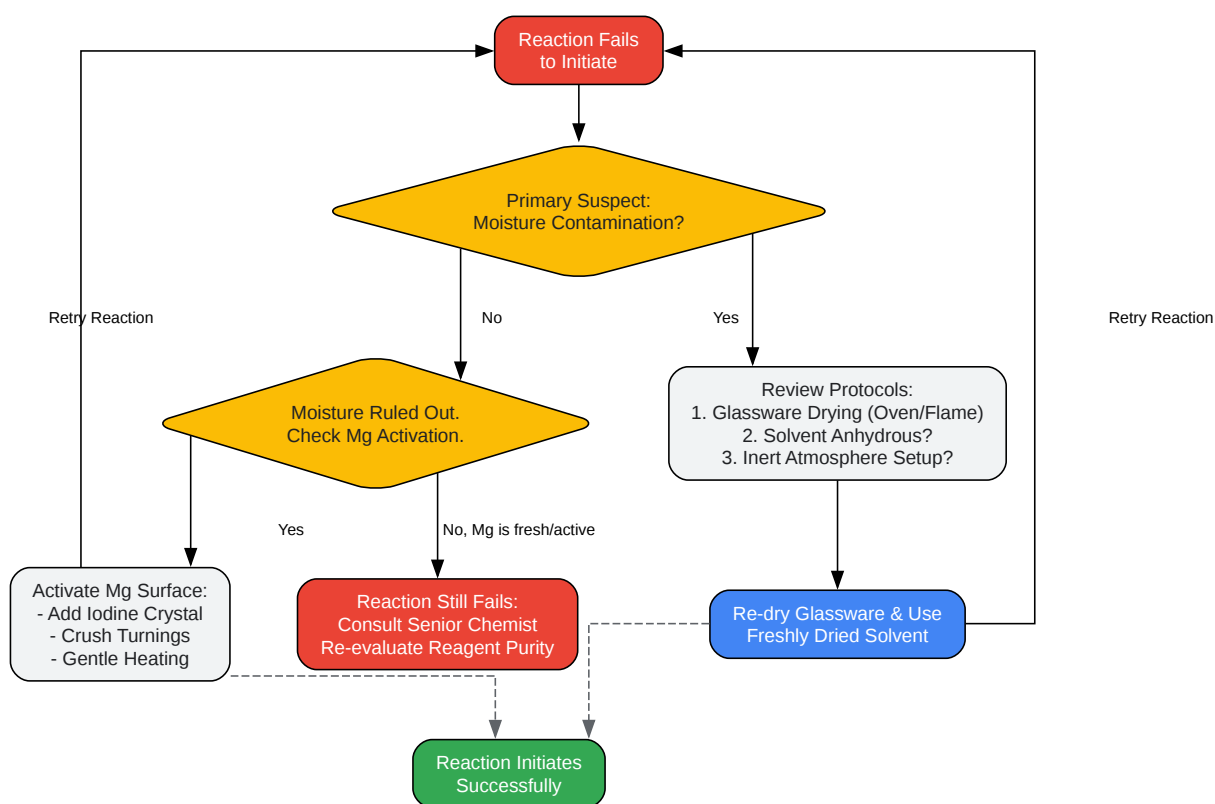 Reaction Fails
to Initiate
Primary Suspect:
Moisture Contamination?
Retry Reaction
No
Yes
Retry Reaction
Moisture Ruled Out.
Check Mg Activation.
Review Protocols:
1. Glassware Drying (Oven/Flame)
2. Solvent Anhydrous?
3. Inert Atmosphere Setup?
Yes
No, Mg is fresh/active
Activate Mg Surface:
- Add Iodine Crystal
- Crush Turnings
- Gentle Heating
Reaction Still Fails:
Consult Senior Chemist
Re-evaluate Reagent Purity
Re-dry Glassware & Use
Freshly Dried Solvent
Reaction Initiates
Successfully